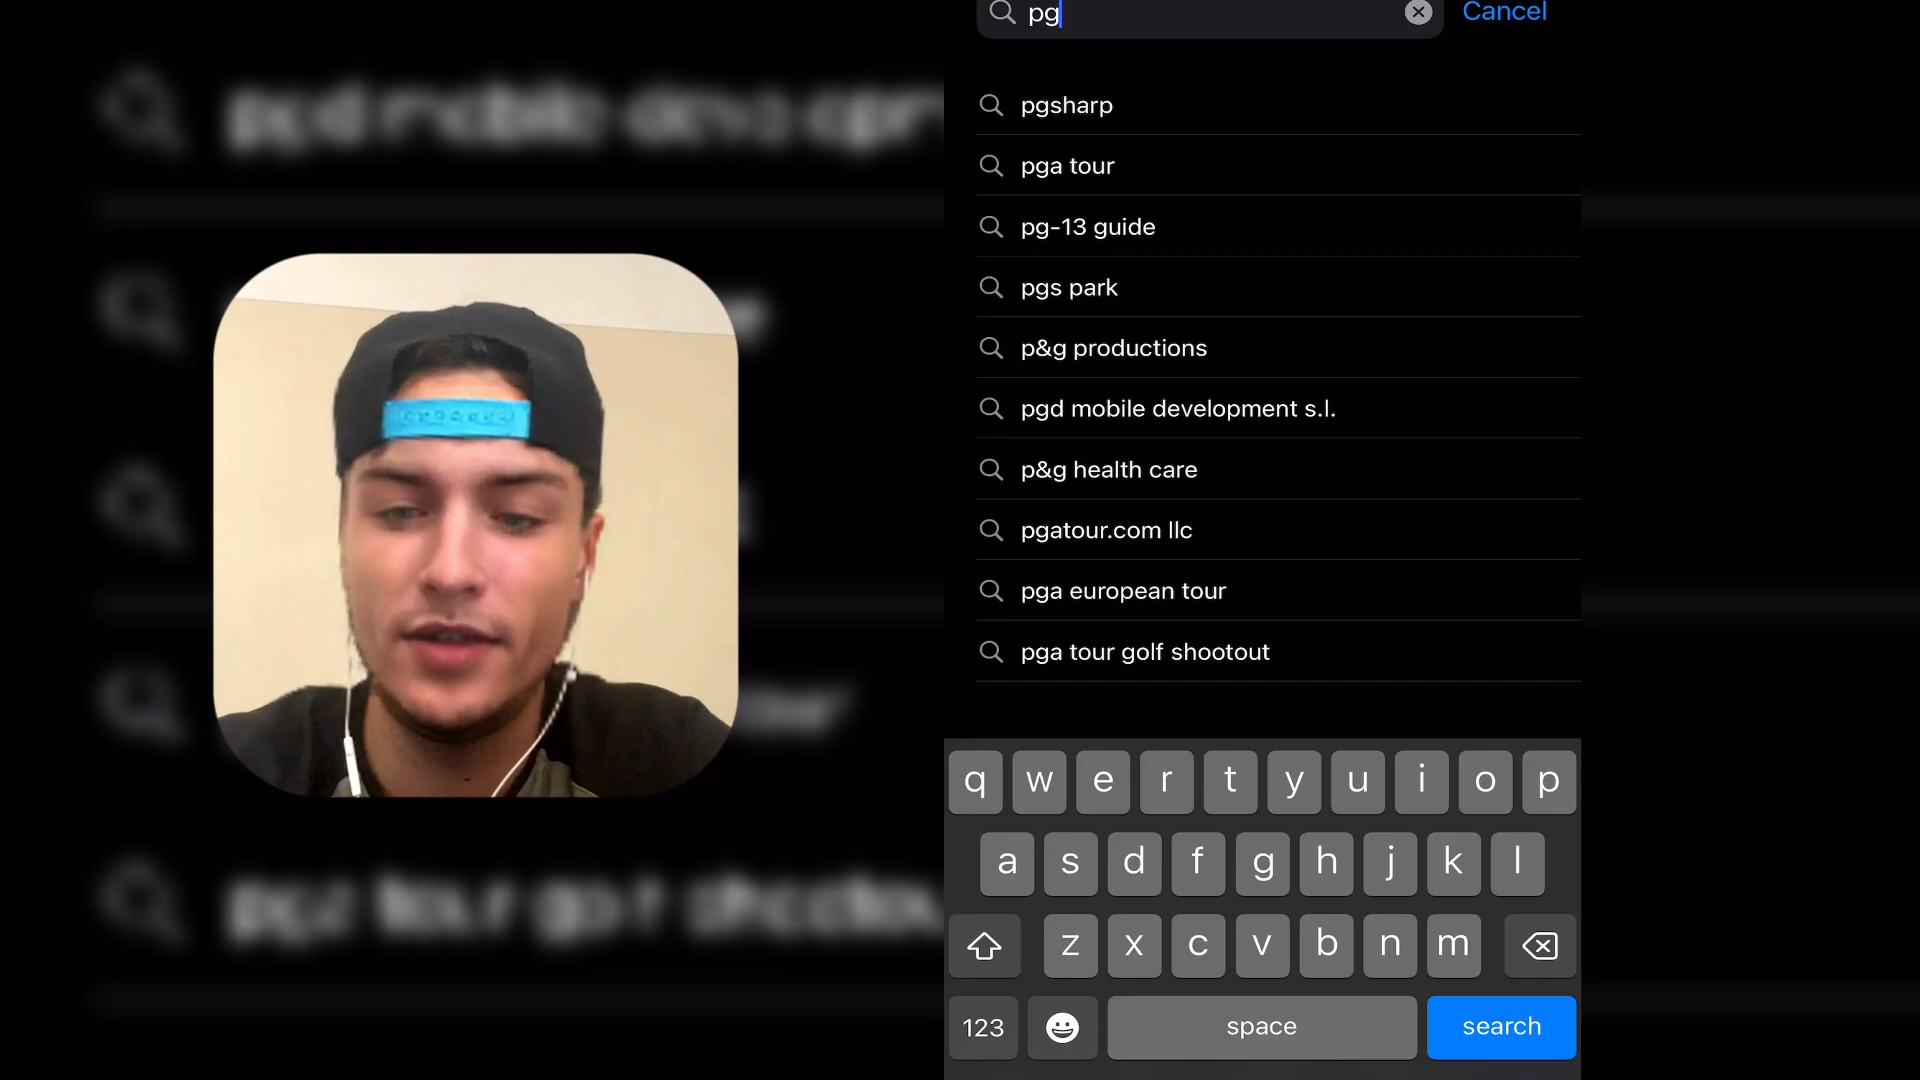 pg
Cancel
pgsharp
pga tour
pg-13 guide
pgs park
p&g productions
pgd mobile development s.l.
p&g health care
pgatour.com llc
pga european tour
pga tour golf shootout
q w e r t y u i o p
a s d f g h j k l
z x c v b n m
123 space search